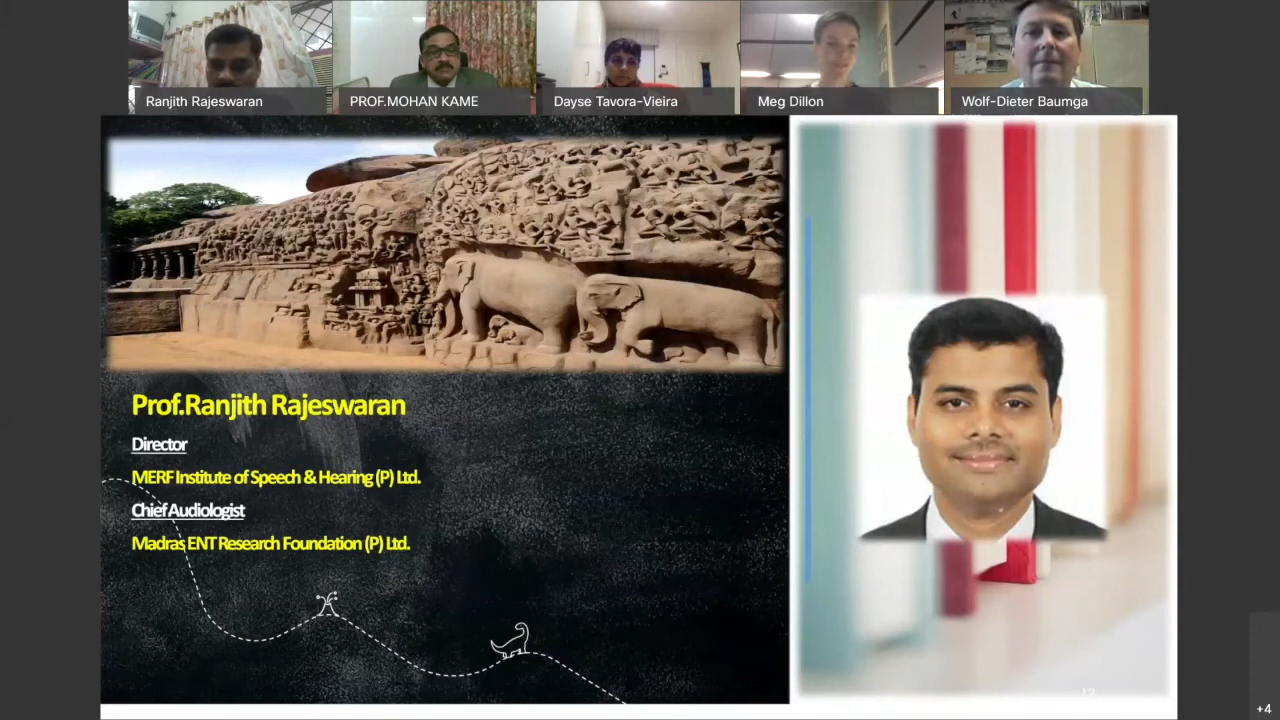 Ranjith Rajeswaran
PROF.MOHAN KAME
Dayse Tavora-Vieira
Meg Dillon
Wolf-Dieter Baumga
Prof.Ranjith Rajeswaran
Director
MERF Institute of Speech & Hearing (P) Ltd.
Chief Audiologist
Madras ENT Research Foundation (P) Ltd.
+4